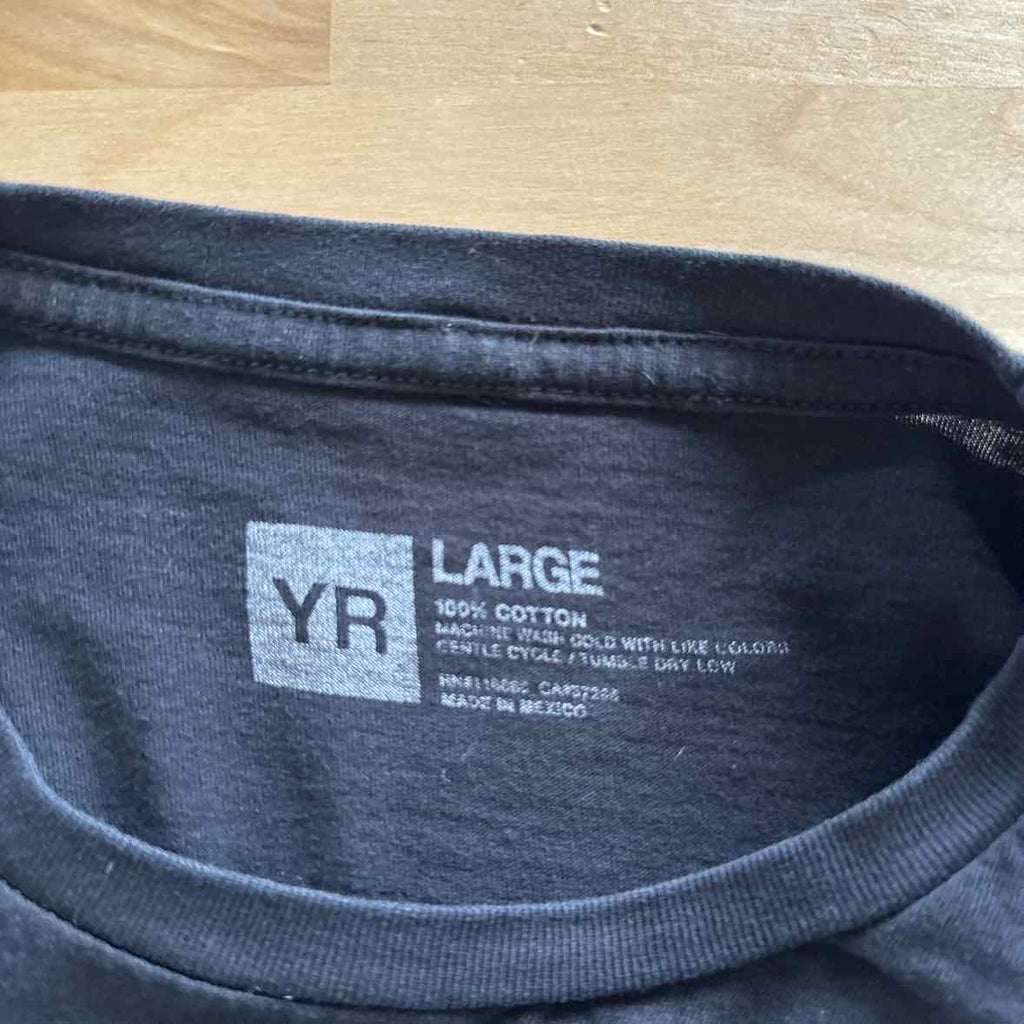 YR
LARGE
100% COTTON
MACHINE WASH COLD WITH LIKE COLORS
GENTLE CYCLE / TUMBLE DRY LOW
MADE IN MEXICO